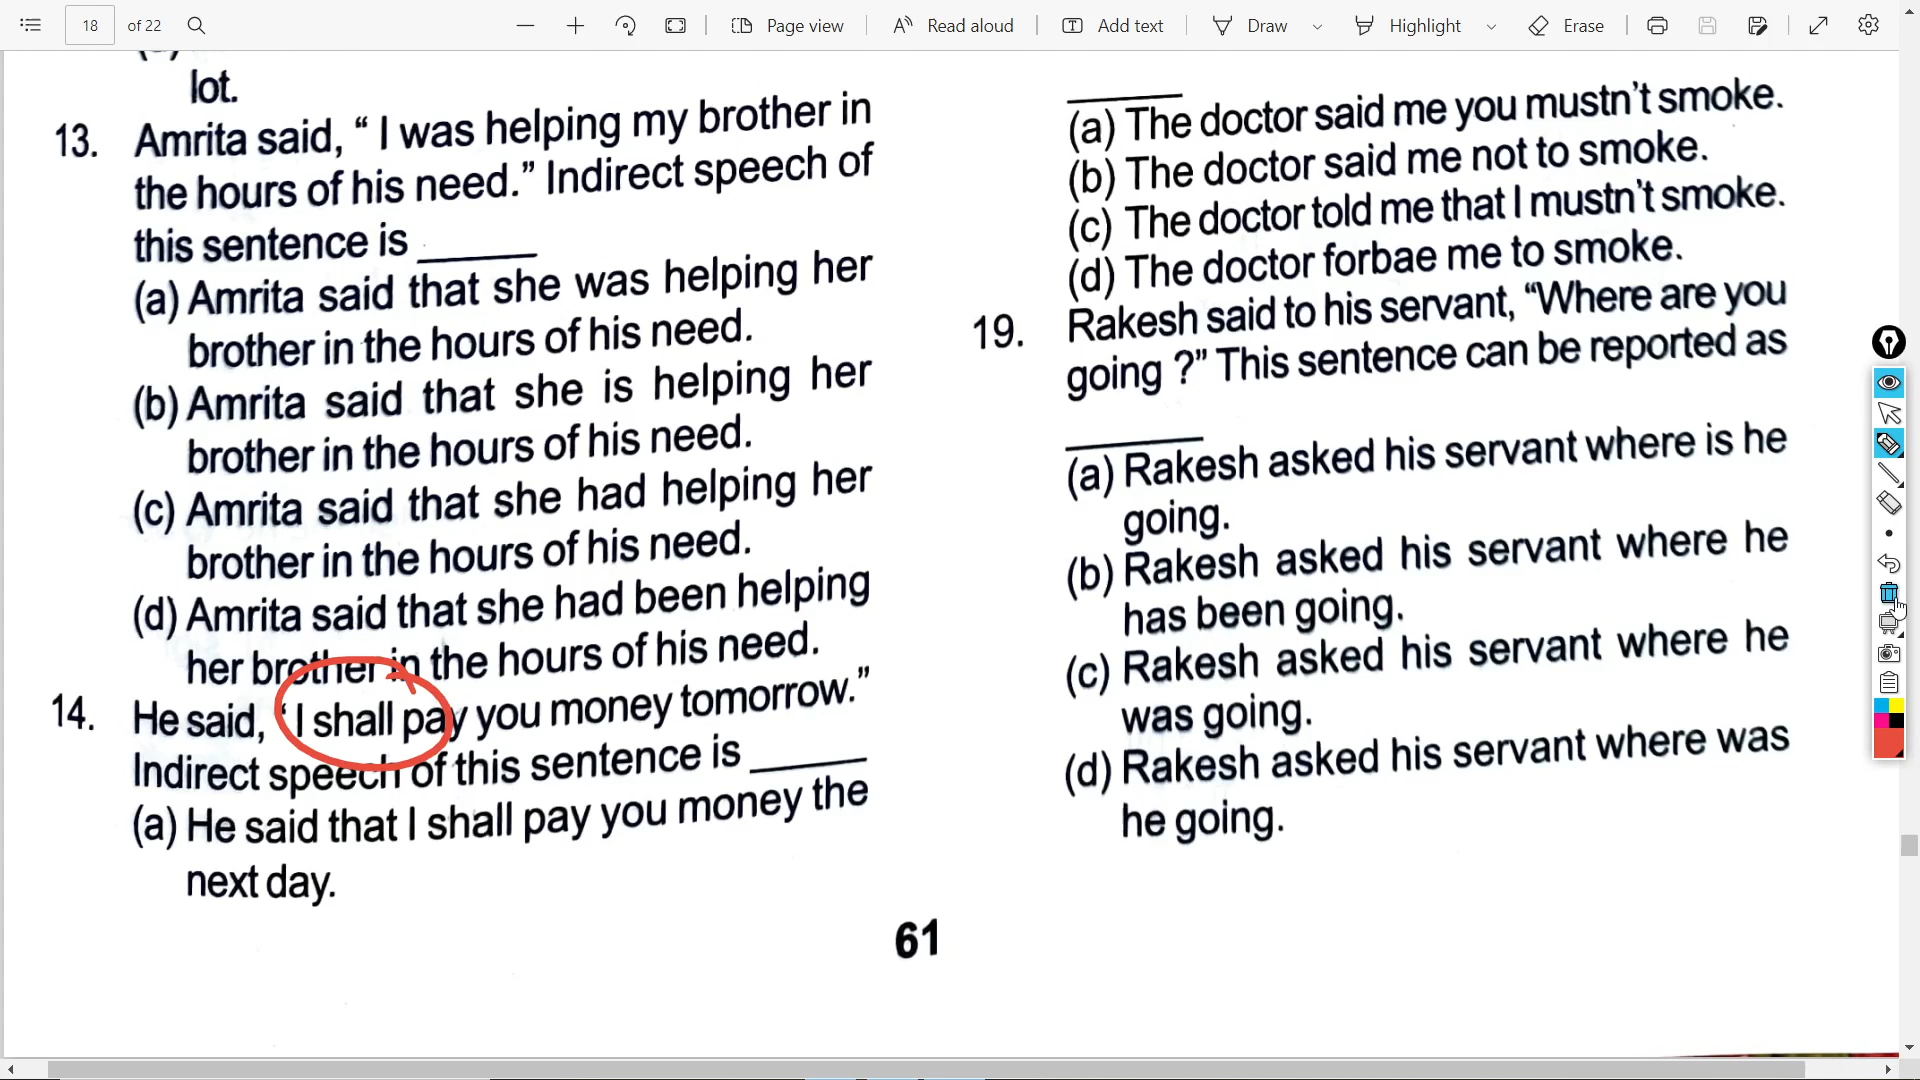 18 of 22 Page view Read aloud Add text Draw Highlight Erase
lot.
13. Amrita said, “ I was helping my brother in
the hours of his need.” Indirect speech of
this sentence is ______
(a) Amrita said that she was helping her
brother in the hours of his need.
(b) Amrita said that she is helping her
brother in the hours of his need.
(c) Amrita said that she had helping her
brother in the hours of his need.
(d) Amrita said that she had been helping
her brother in the hours of his need.
14. He said, “I shall pay you money tomorrow.”
Indirect speech of this sentence is ______
(a) He said that I shall pay you money the
next day.
______
(a) The doctor said me you mustn't smoke.
(b) The doctor said me not to smoke.
(c) The doctor told me that I mustn't smoke.
(d) The doctor forbae me to smoke.
19. Rakesh said to his servant, “Where are you
going ?” This sentence can be reported as
______
(a) Rakesh asked his servant where is he
going.
(b) Rakesh asked his servant where he
has been going.
(c) Rakesh asked his servant where he
was going.
(d) Rakesh asked his servant where was
he going.
61